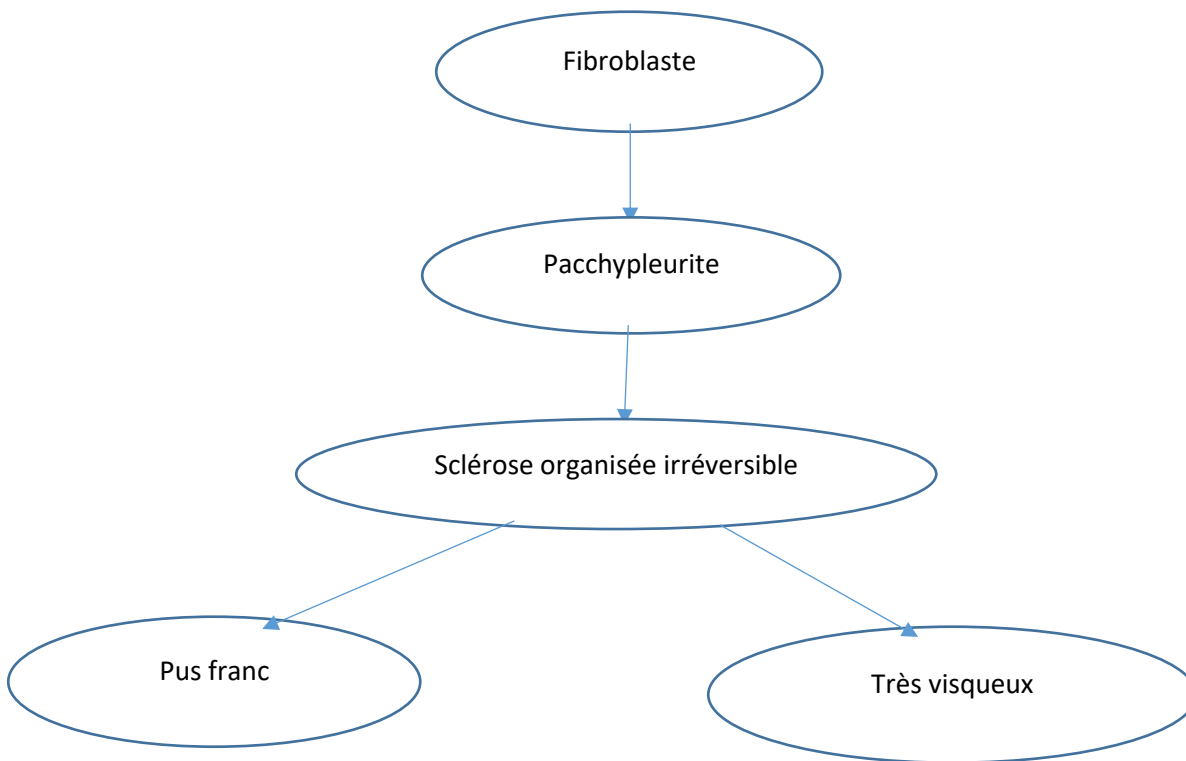 Fibroblaste
Pacchypleurite
Sclérose organisée irréversible
Pus franc
Très visqueux